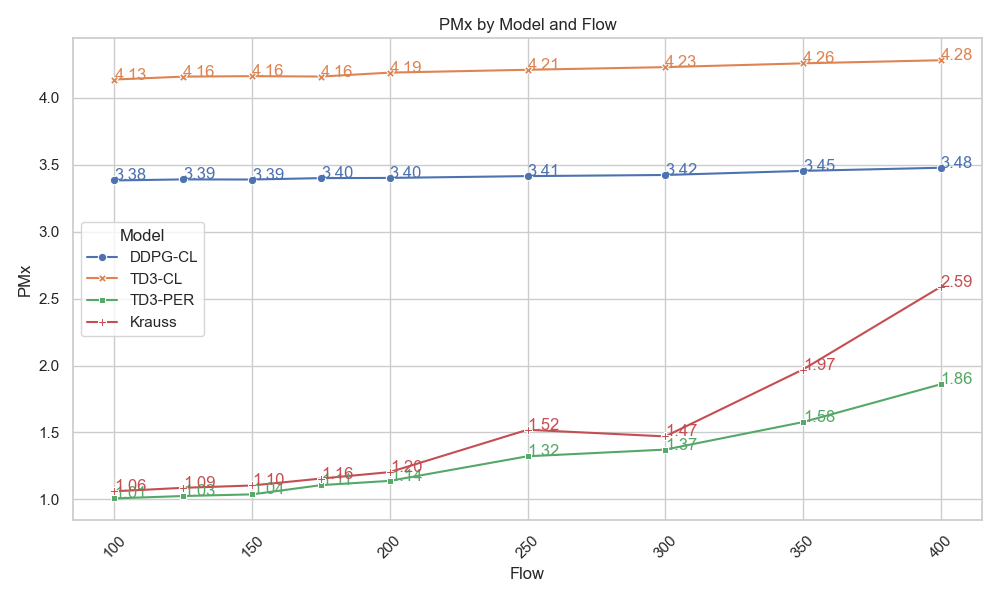 PMx by Model and Flow
PMx
4.0
3.5
3.0
2.5
2.0
1.5
1.0
4.13 4.16 4.16 4.16 4.19 4.21 4.23 4.26 4.28
3.38 3.39 3.39 3.40 3.40 3.41 3.42 3.45 3.48
Model
DDPG-CL
TD3-CL
TD3-PER
Krauss
1.06 1.09 1.10 1.16 1.20 1.52 1.47 1.97 2.59
1.01 1.03 1.04 1.11 1.14 1.32 1.37 1.58 1.86
100 150 200 250 300 350 400
Flow